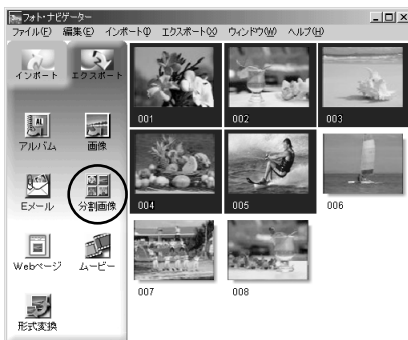 フォト・ナビゲーター
ファイル(F) 編集(E) インポート(I) エクスポート(X) ウィンドウ(W) ヘルプ(H)
インポート エクスポート
アルバム 画像
Eメール 分割画像
Webページ ムービー
形式変換
001 002 003
004 005 006
007 008